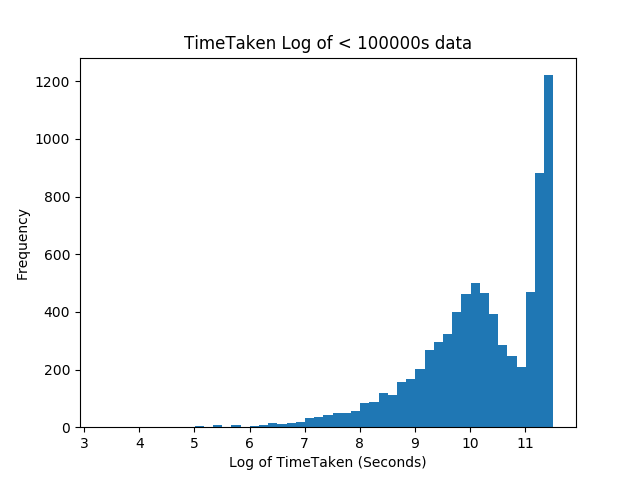 TimeTaken Log of < 100000s data
1200
1000
800
600
400
200
0
Frequency
3 4 5 6 7 8 9 10 11
Log of TimeTaken (Seconds)